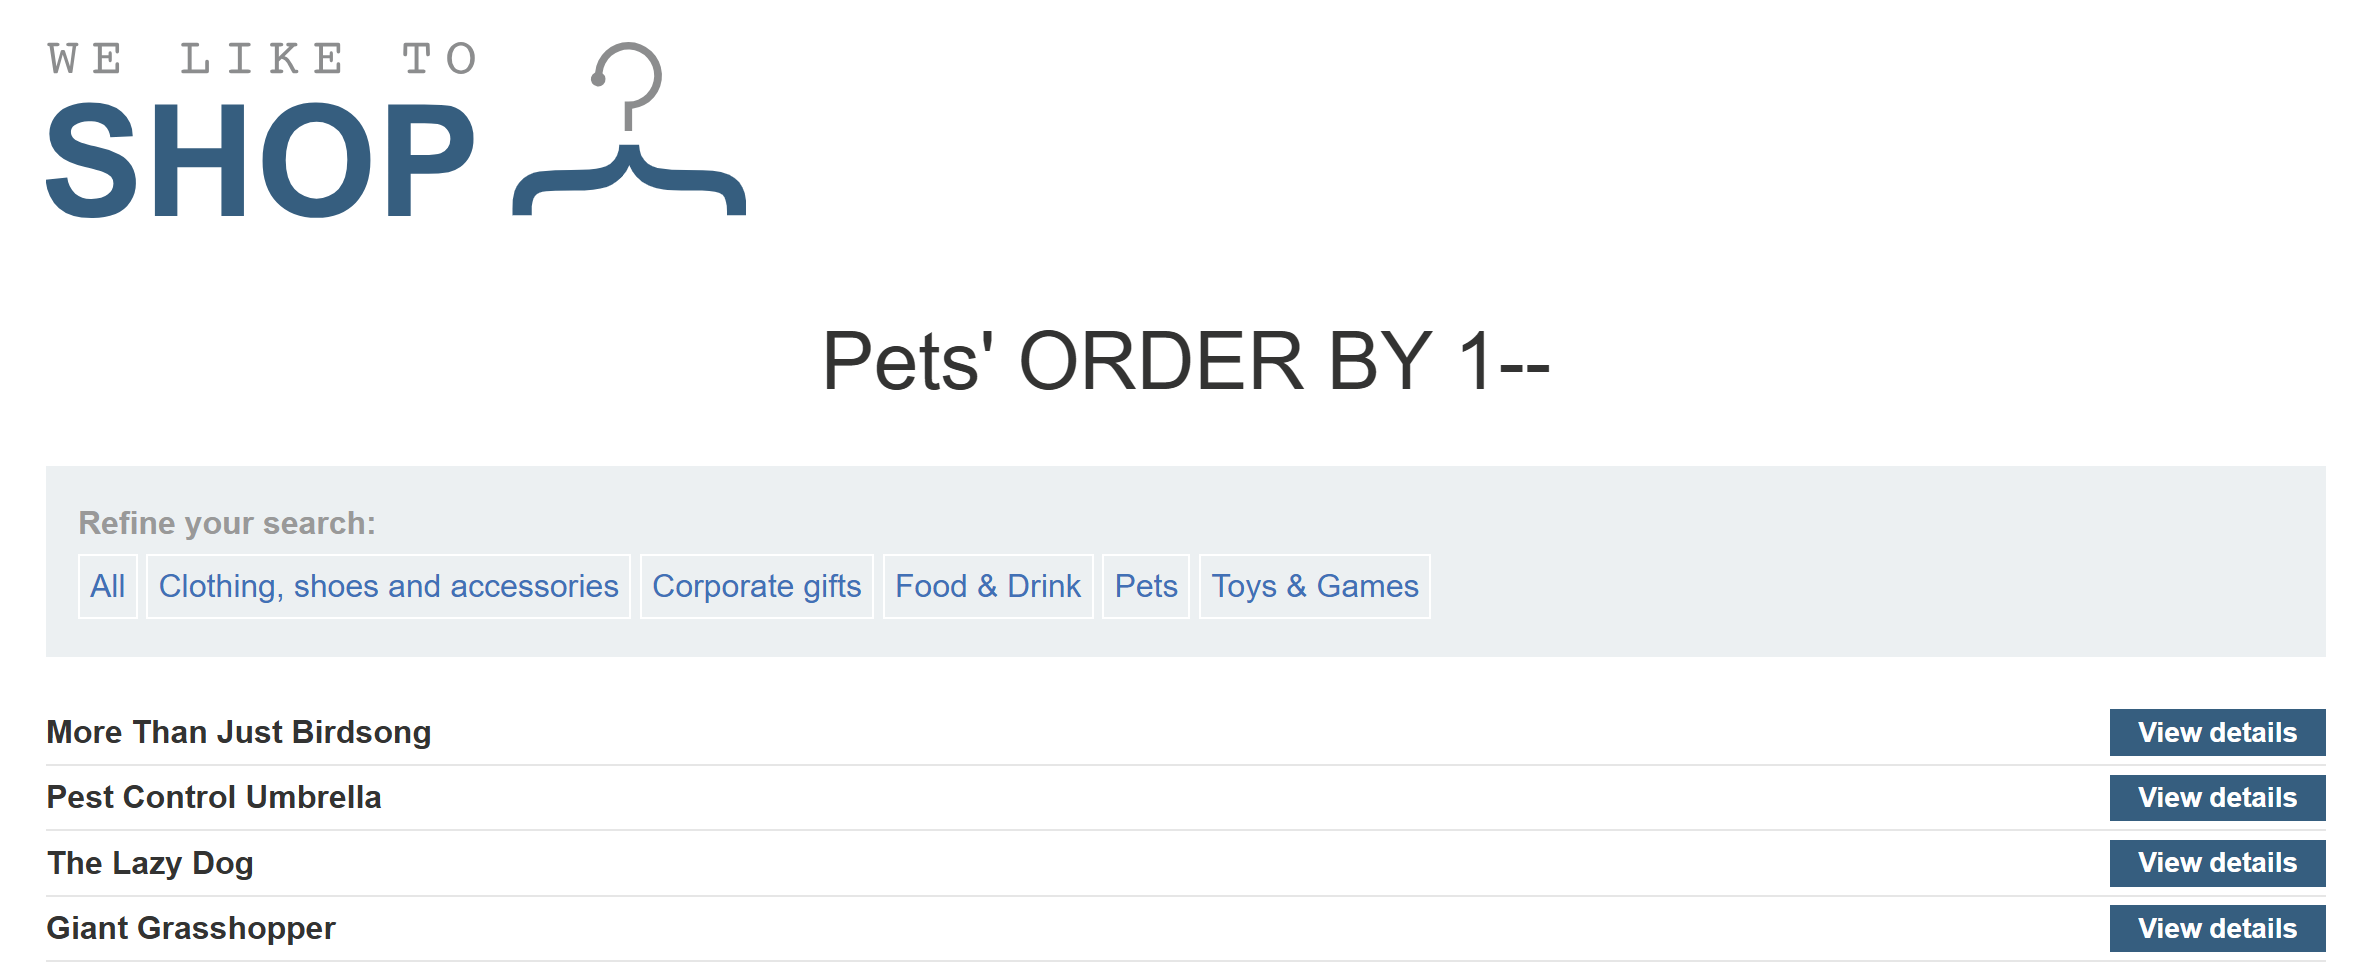 WE LIKE TO
SHOP
Pets' ORDER BY 1--
Refine your search:
All Clothing, shoes and accessories Corporate gifts Food & Drink Pets Toys & Games
More Than Just Birdsong View details
Pest Control Umbrella View details
The Lazy Dog View details
Giant Grasshopper View details